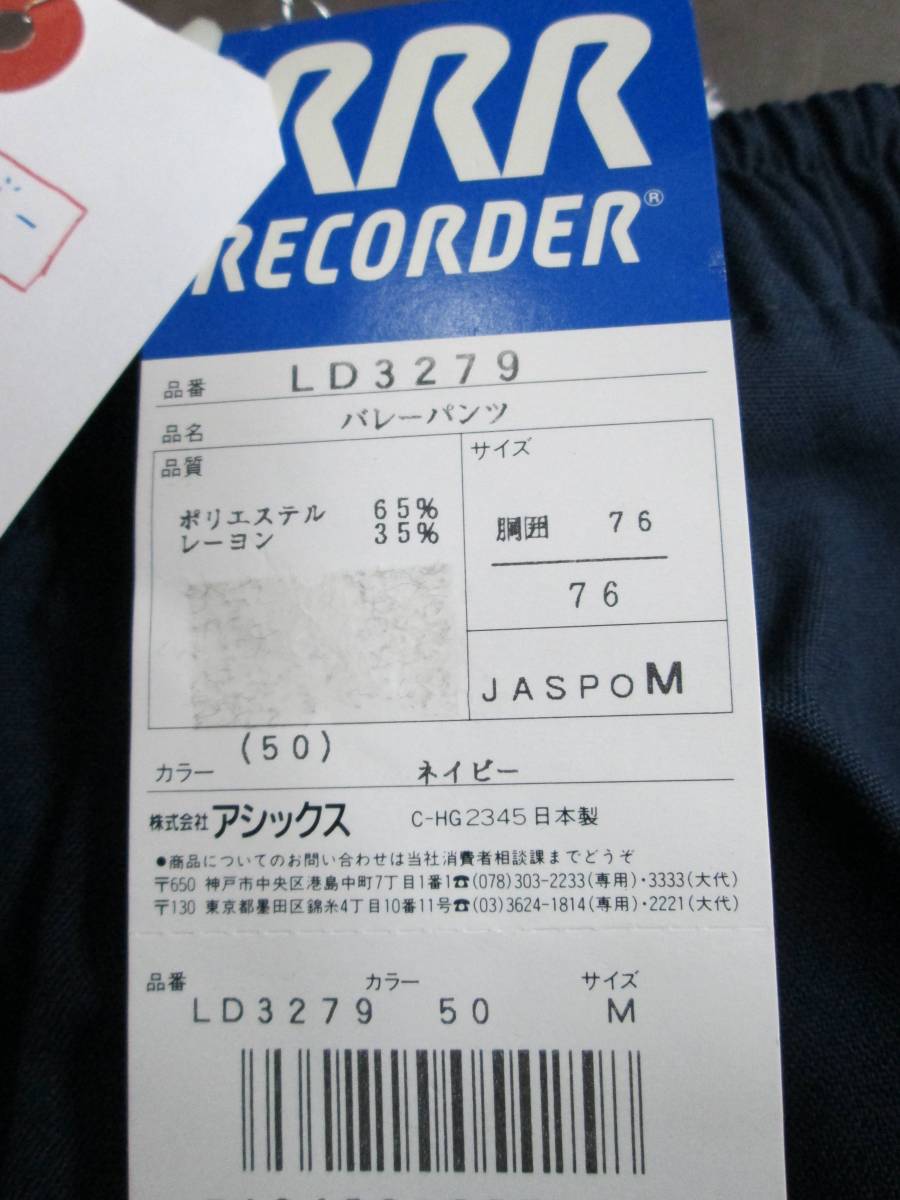 RRR
RECORDER®
品番 LD3279
品名 バレーパンツ
品質
サイズ
ポリエステル 65%
レーヨン 35%
胴囲 76
76
JASPO M
(50)
カラー ネイビー
株式会社アシックス C-HG2345日本製
●商品についてのお問い合わせは当社消費者相談課までどうぞ
〒650 神戸市中央区港島中町7丁目1番1☎(078)303-2233(専用)・3333(大代)
〒130 東京都墨田区錦糸4丁目10番11号☎(03)3624-1814(専用)・2221(大代)
品番 カラー サイズ
LD3279 50 M